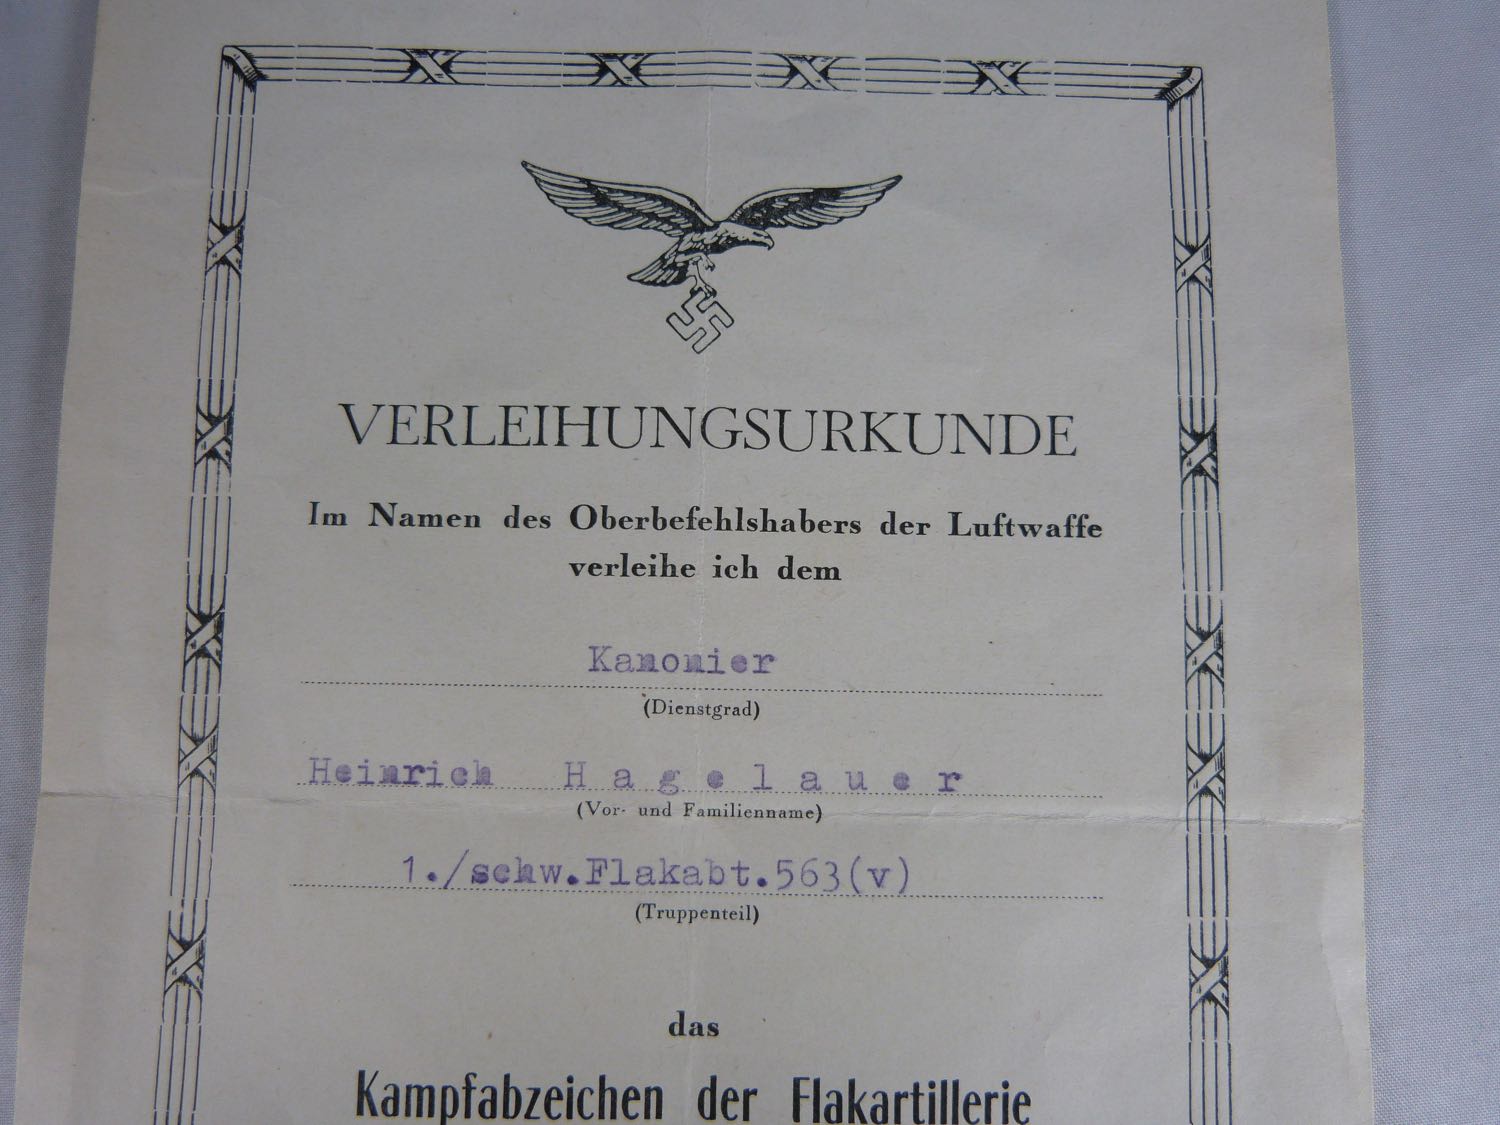 VERLEIHUNGSURKUNDE
Im Namen des Oberbefehlshabers der Luftwaffe
verleihe ich dem
Kanonier
(Dienstgrad)
Heinrich H a g e l a u e r
(Vor- und Familienname)
1./schw.Flakabt.563(v)
(Truppenteil)
das
Kampfabzeichen der Flakartillerie